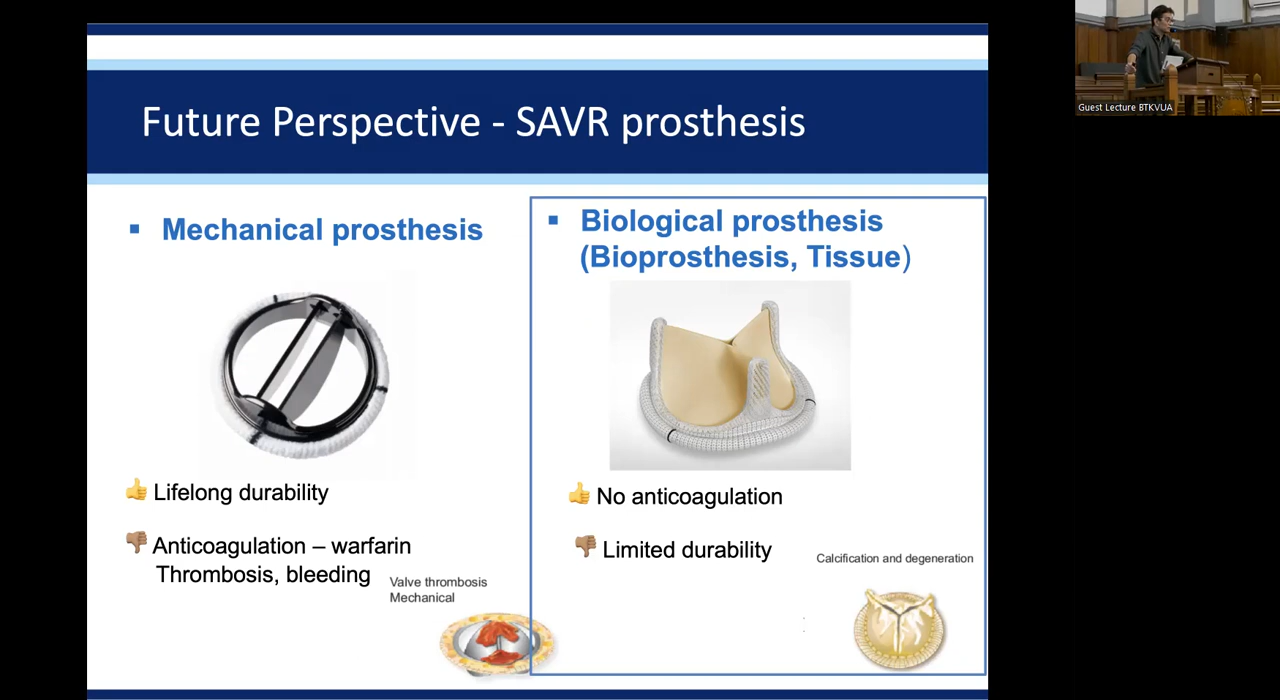 Future Perspective - SAVR prosthesis
Mechanical prosthesis
👍 Lifelong durability
👎🏽 Anticoagulation – warfarin
Thrombosis, bleeding
Valve thrombosis
Mechanical
Biological prosthesis
(Bioprosthesis, Tissue)
👍 No anticoagulation
👎🏽 Limited durability
Calcification and degeneration
Guest Lecture BTKVUA